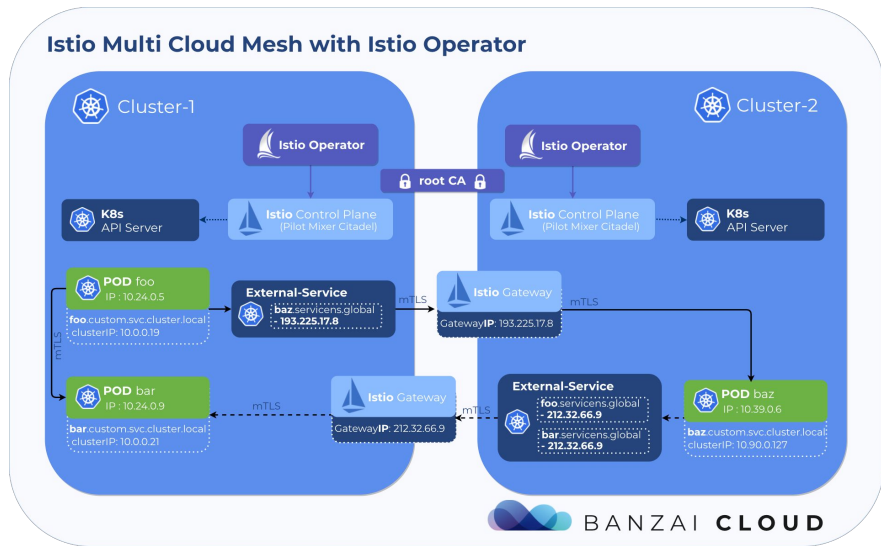 Istio Multi Cloud Mesh with Istio Operator
Cluster-1
Cluster-2
Istio Operator
Istio Operator
root CA
K8s
API Server
Istio Control Plane
(Pilot Mixer Citadel)
Istio Control Plane
(Pilot Mixer Citadel)
K8s
API Server
POD foo
IP : 10.24.0.5
foo.custom.svc.cluster.local
clusterIP: 10.0.0.19
mTLS
External-Service
baz.servicens.global
- 193.225.17.8
mTLS
Istio Gateway
GatewayIP: 193.225.17.8
mTLS
POD bar
IP : 10.24.0.9
bar.custom.svc.cluster.local
clusterIP: 10.0.0.21
mTLS
Istio Gateway
GatewayIP: 212.32.66.9
mTLS
External-Service
foo.servicens.global
- 212.32.66.9
bar.servicens.global
- 212.32.66.9
POD baz
IP : 10.39.0.6
baz.custom.svc.cluster.local
clusterIP: 10.90.0.127
BANZAI CLOUD